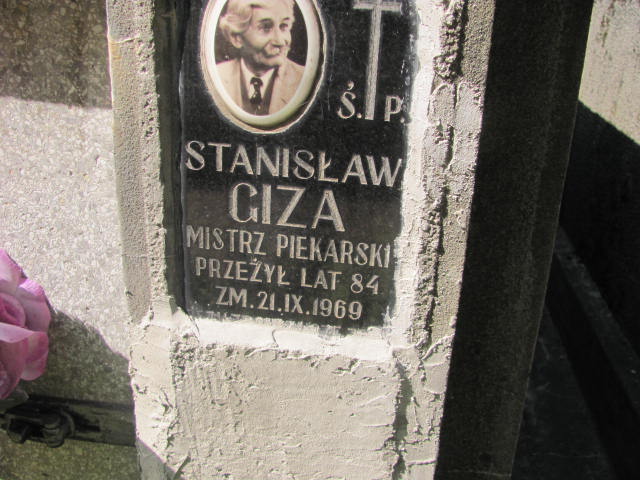 Ś. P.
STANISŁAW
GIZA
MISTRZ PIEKARSKI
PRZEŻYŁ LAT 84
ZM. 21.IX.1969